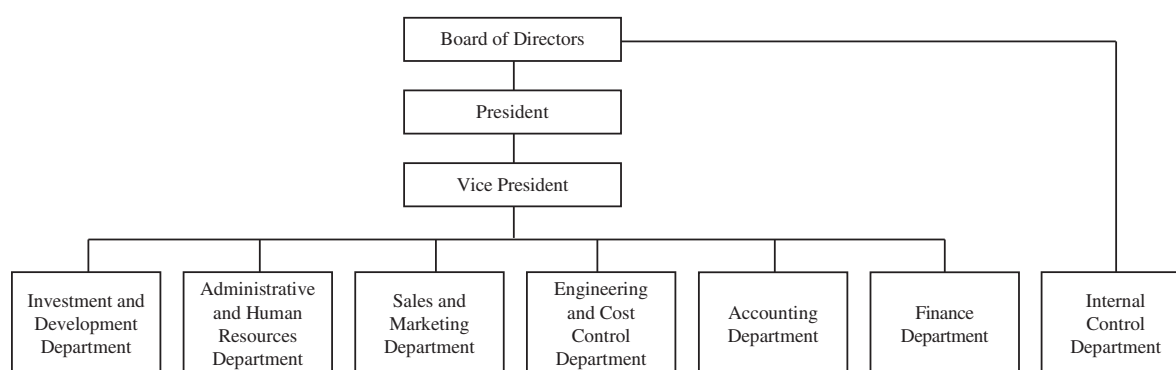 Board of Directors
President
Vice President
Investment and
Development
Department
Administrative
and Human
Resources
Department
Sales and
Marketing
Department
Engineering
and Cost
Control
Department
Accounting
Department
Finance
Department
Internal
Control
Department